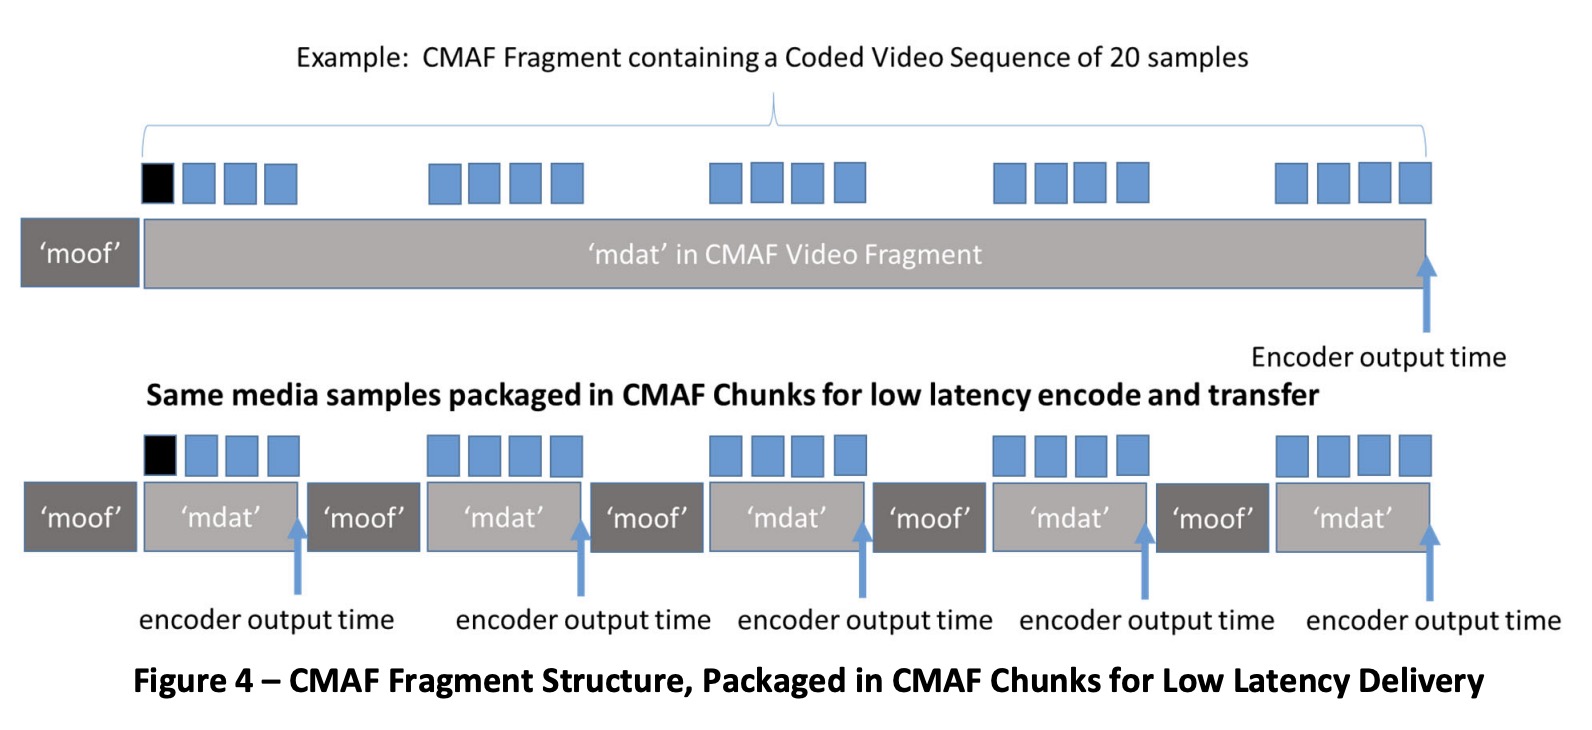 Example: CMAF Fragment containing a Coded Video Sequence of 20 samples
‘moof’ ‘mdat’ in CMAF Video Fragment
Encoder output time
Same media samples packaged in CMAF Chunks for low latency encode and transfer
‘moof’ ‘mdat’ ‘moof’ ‘mdat’ ‘moof’ ‘mdat’ ‘moof’ ‘mdat’ ‘moof’ ‘mdat’
encoder output time encoder output time encoder output time encoder output time encoder output time
Figure 4 – CMAF Fragment Structure, Packaged in CMAF Chunks for Low Latency Delivery